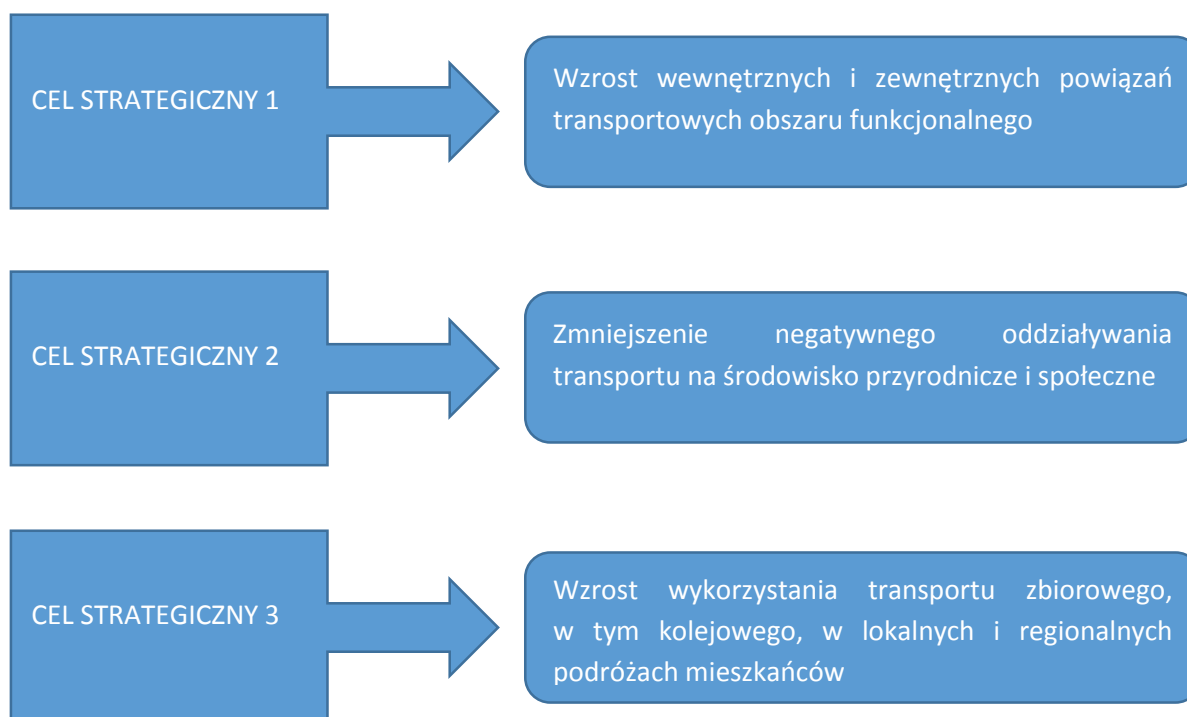 CEL STRATEGICZNY 1
Wzrost wewnętrznych i zewnętrznych powiązań
transportowych obszaru funkcjonalnego
CEL STRATEGICZNY 2
Zmniejszenie negatywnego oddziaływania
transportu na środowisko przyrodnicze i społeczne
CEL STRATEGICZNY 3
Wzrost wykorzystania transportu zbiorowego,
w tym kolejowego, w lokalnych i regionalnych
podróżach mieszkańców